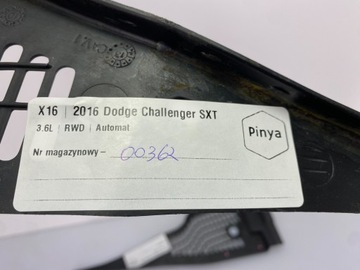 X16 | 2016 Dodge Challenger SXT
3.6L | RWD | Automat
Pinya
Nr magazynowy - 00362